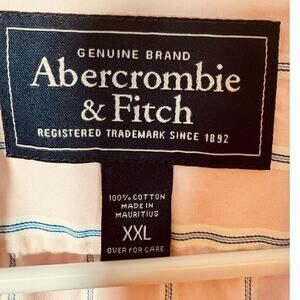 GENUINE BRAND
Abercrombie
& Fitch
REGISTERED TRADEMARK SINCE 1892
100% COTTON
MADE IN
MAURITIUS
XXL
OVER FOR CARE